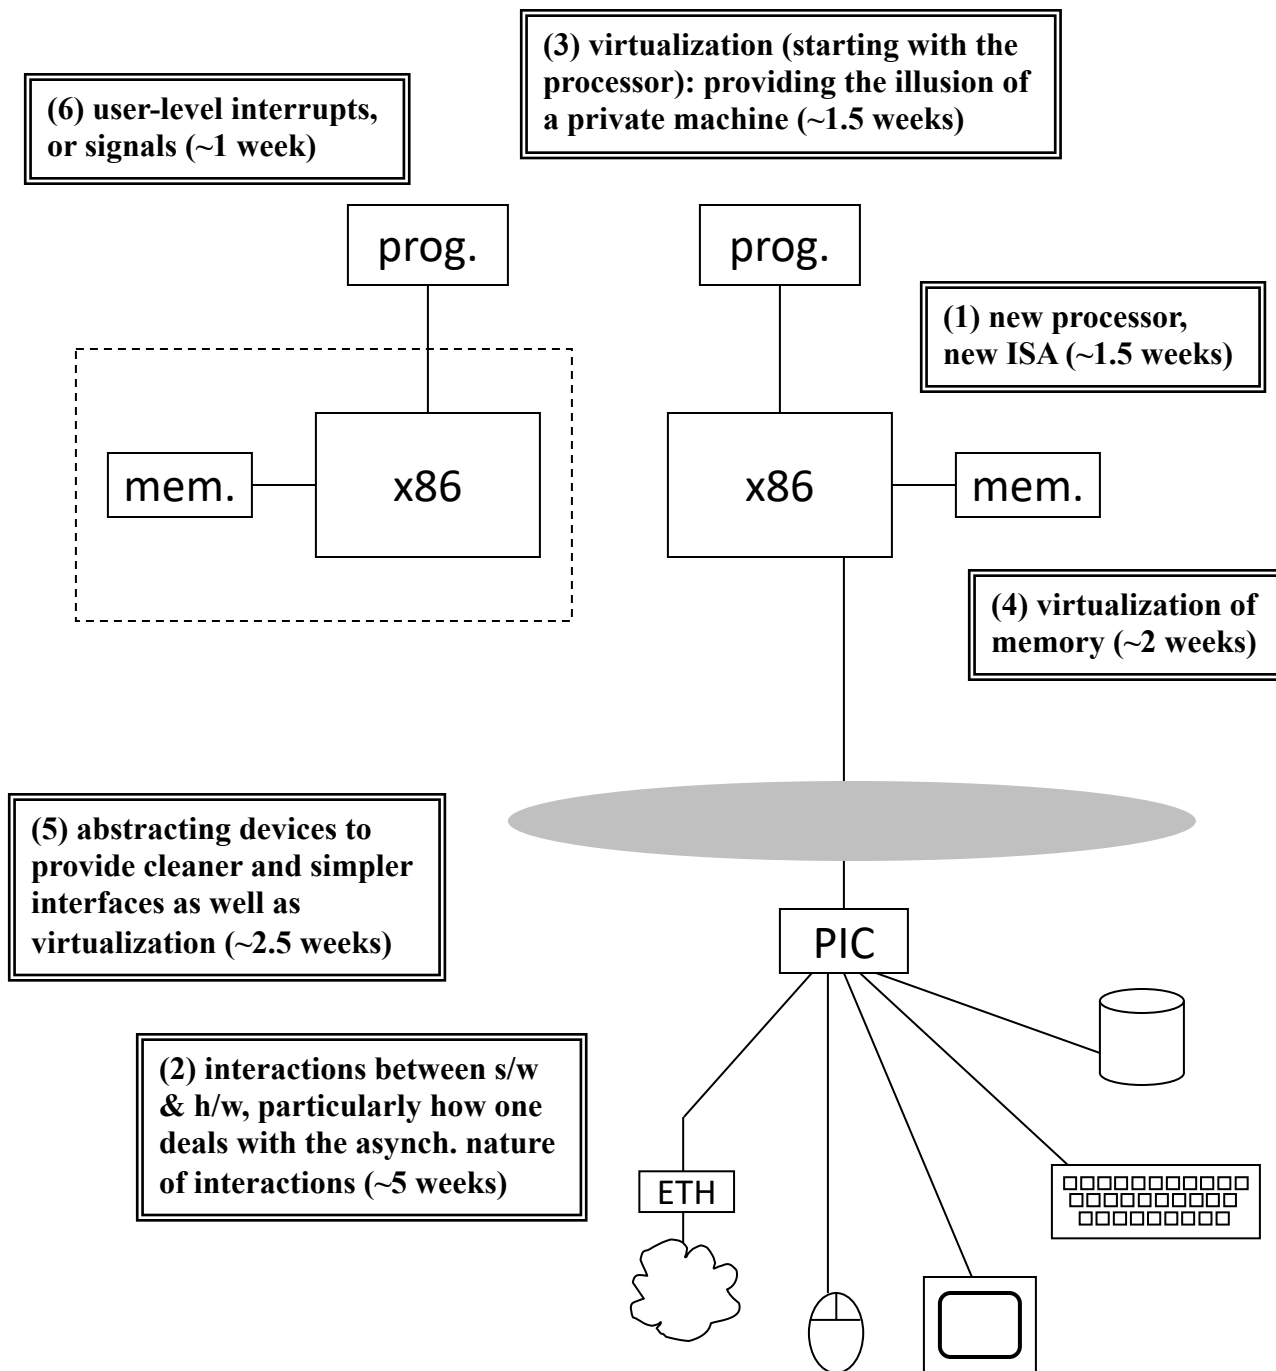 (3) virtualization (starting with the
processor): providing the illusion of
a private machine (~1.5 weeks)
(6) user-level interrupts,
or signals (~1 week)
prog.
prog.
(1) new processor,
new ISA (~1.5 weeks)
mem.
x86
x86
mem.
(4) virtualization of
memory (~2 weeks)
(5) abstracting devices to
provide cleaner and simpler
interfaces as well as
virtualization (~2.5 weeks)
PIC
(2) interactions between s/w
& h/w, particularly how one
deals with the asynch. nature
of interactions (~5 weeks)
ETH